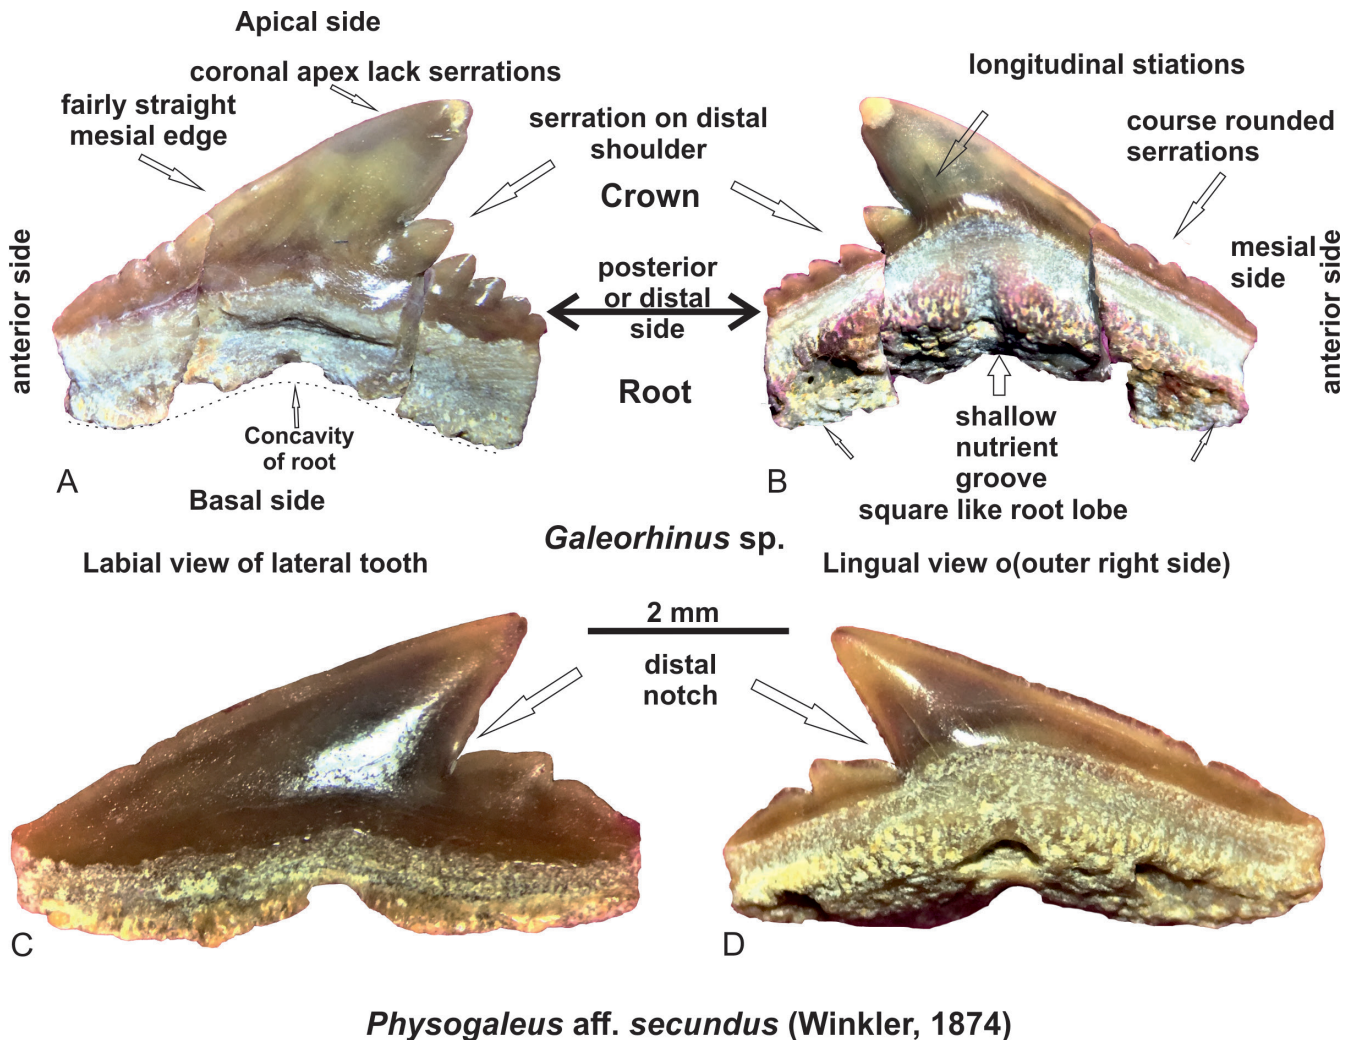 Apical side
coronal apex lack serrations
fairly straight
mesial edge
serration on distal
shoulder
longitudinal stiations
course rounded
serrations
Crown
anterior side
posterior
or distal
side
mesial
side
anterior side
Root
Concavity
of root
shallow
nutrient
groove
A
B
Basal side
square like root lobe
Galeorhinus sp.
Labial view of lateral tooth
Lingual view o(outer right side)
2 mm
distal
notch
C
D
Physogaleus aff. secundus (Winkler, 1874)